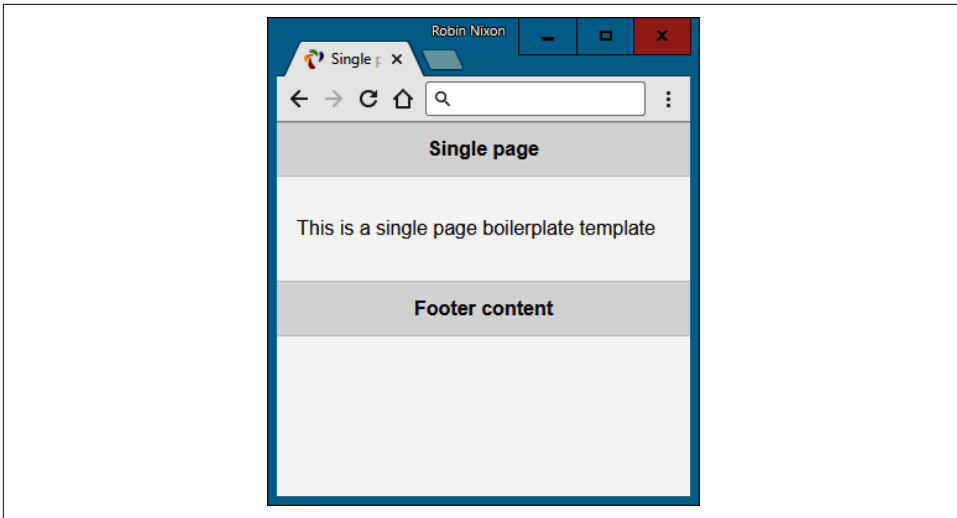 Robin Nixon
Single p
Single page
This is a single page boilerplate template
Footer content